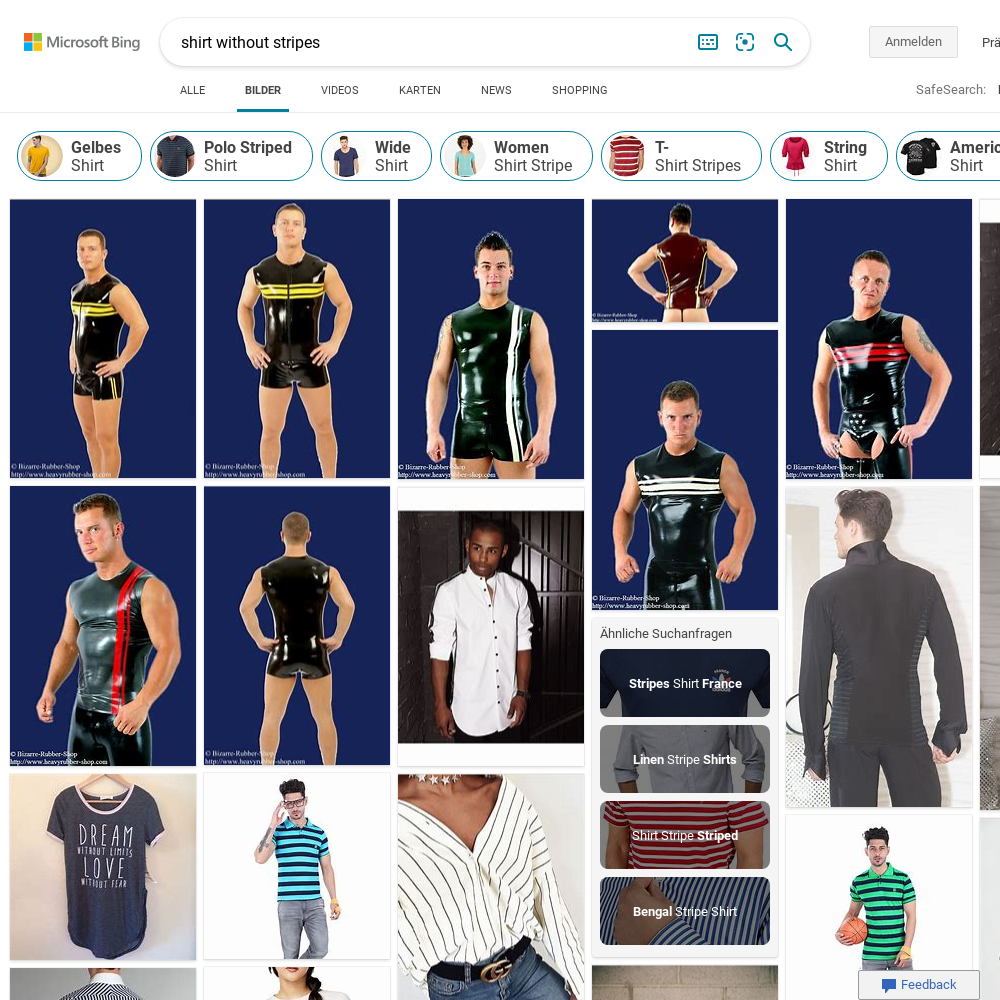 Microsoft Bing
shirt without stripes
Anmelden
Prä
ALLE
BILDER
VIDEOS
KARTEN
NEWS
SHOPPING
SafeSearch:
Gelbes
Shirt
Polo Striped
Shirt
Wide
Shirt
Women
Shirt Stripe
T-
Shirt Stripes
String
Shirt
Americ
Shirt
© Bizarre-Rubber-Shop
http://www.heavyrubber-shop.com
© Bizarre-Rubber-Shop
http://www.heavyrubber-shop.com
© Bizarre-Rubber-Shop
http://www.heavyrubber-shop.com
© Bizarre-Rubber-Shop
http://www.heavyrubber-shop.com
© Bizarre-Rubber-Shop
http://www.heavyrubber-shop.com
© Bizarre-Rubber-Shop
http://www.heavyrubber-shop.com
© Bizarre-Rubber-Shop
http://www.heavyrubber-shop.com
© Bizarre-Rubber-Shop
http://www.heavyrubber-shop.com
Ähnliche Suchanfragen
Stripes Shirt France
Linen Stripe Shirts
Shirt Stripe Striped
Bengal Stripe Shirt
DREAM
WITHOUT LIMITS
LOVE
WITHOUT FEAR
Feedback